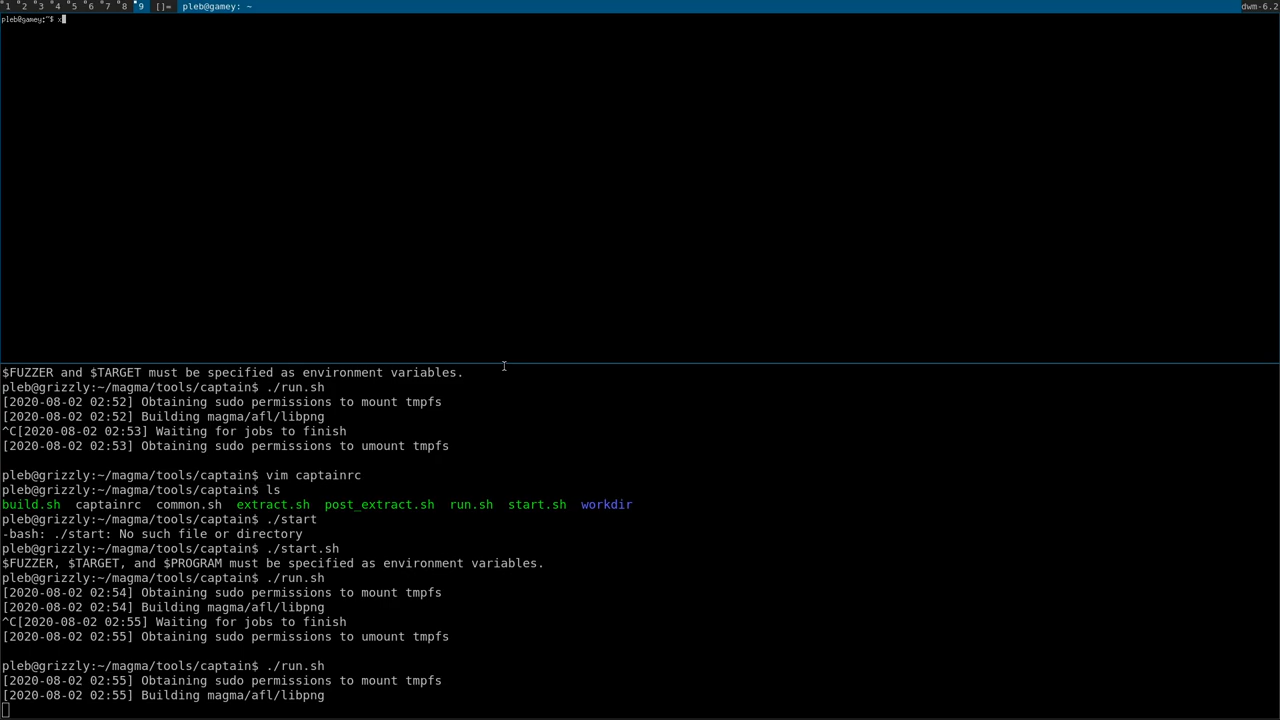 1 2 3 4 5 6 7 8 9 []= pleb@gamey: ~ dwm-6.2
pleb@gamey:~$ x
$FUZZER and $TARGET must be specified as environment variables.
pleb@grizzly:~/magma/tools/captain$ ./run.sh
[2020-08-02 02:52] Obtaining sudo permissions to mount tmpfs
[2020-08-02 02:52] Building magma/afl/libpng
^C[2020-08-02 02:53] Waiting for jobs to finish
[2020-08-02 02:53] Obtaining sudo permissions to umount tmpfs
pleb@grizzly:~/magma/tools/captain$ vim captainrc
pleb@grizzly:~/magma/tools/captain$ ls
build.sh  captainrc  common.sh  extract.sh  post_extract.sh  run.sh  start.sh  workdir
pleb@grizzly:~/magma/tools/captain$ ./start
-bash: ./start: No such file or directory
pleb@grizzly:~/magma/tools/captain$ ./start.sh
$FUZZER, $TARGET, and $PROGRAM must be specified as environment variables.
pleb@grizzly:~/magma/tools/captain$ ./run.sh
[2020-08-02 02:54] Obtaining sudo permissions to mount tmpfs
[2020-08-02 02:54] Building magma/afl/libpng
^C[2020-08-02 02:55] Waiting for jobs to finish
[2020-08-02 02:55] Obtaining sudo permissions to umount tmpfs
pleb@grizzly:~/magma/tools/captain$ ./run.sh
[2020-08-02 02:55] Obtaining sudo permissions to mount tmpfs
[2020-08-02 02:55] Building magma/afl/libpng